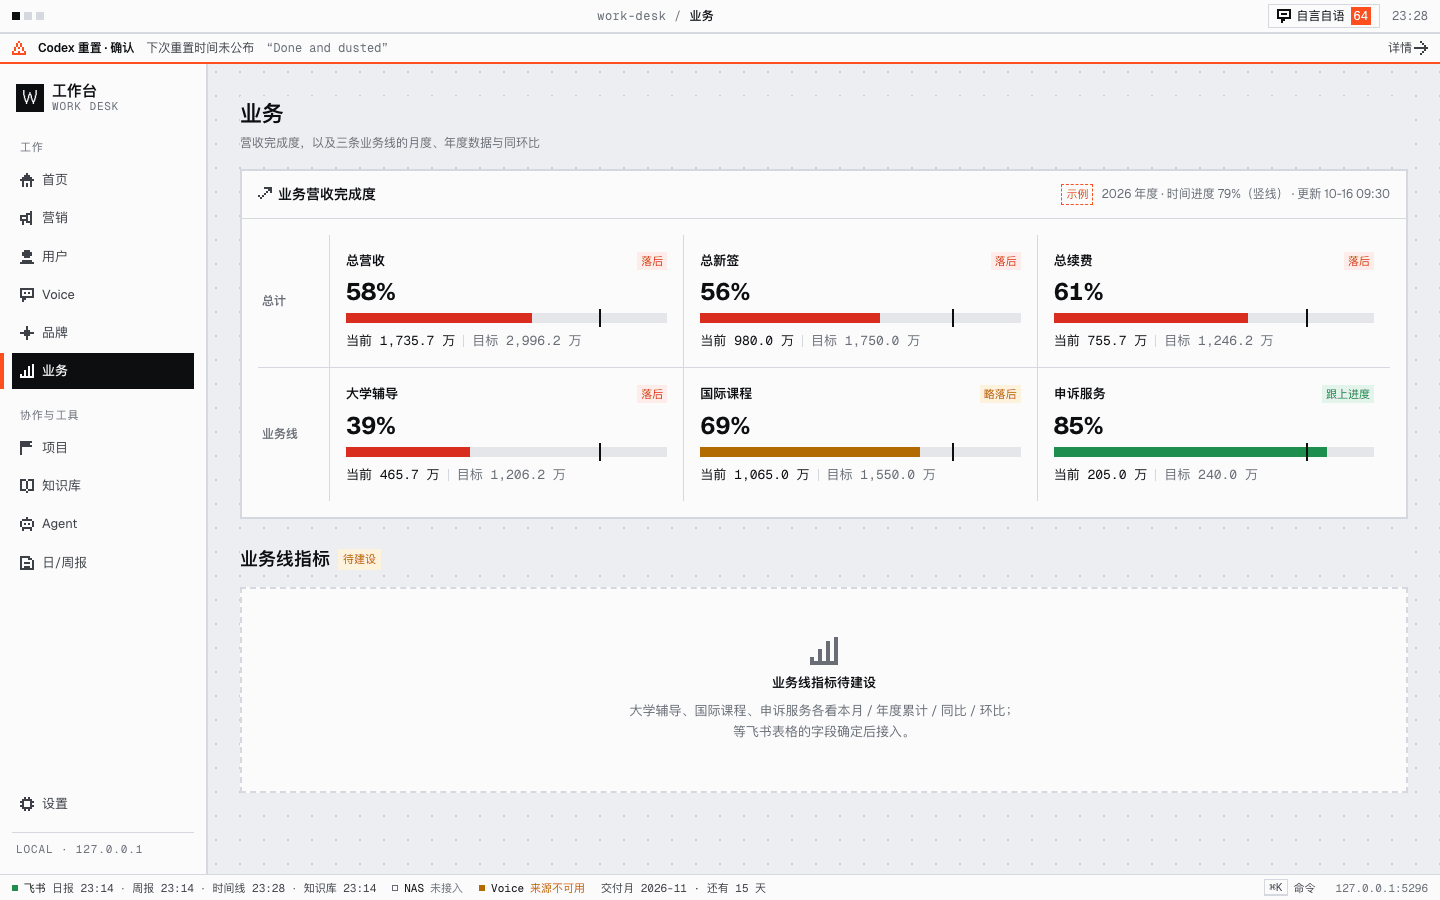 work-desk / 业务
自言自语 64
23:28
Codex 重置·确认 下次重置时间未公布 “Done and dusted”
详情
W 工作台
WORK DESK
工作
首页
营销
用户
Voice
品牌
业务
协作与工具
项目
知识库
Agent
日/周报
设置
LOCAL · 127.0.0.1
业务
营收完成度，以及三条业务线的月度、年度数据与同环比
业务营收完成度
示例 2026 年度 · 时间进度 79%（竖线） · 更新 10-16 09:30
总计
总营收 落后
58%
当前 1,735.7 万 目标 2,996.2 万
总新签 落后
56%
当前 980.0 万 目标 1,750.0 万
总续费 落后
61%
当前 755.7 万 目标 1,246.2 万
业务线
大学辅导 落后
39%
当前 465.7 万 目标 1,206.2 万
国际课程 略落后
69%
当前 1,065.0 万 目标 1,550.0 万
申诉服务 跟上进度
85%
当前 205.0 万 目标 240.0 万
业务线指标 待建设
业务线指标待建设
大学辅导、国际课程、申诉服务各看本月 / 年度累计 / 同比 / 环比；
等飞书表格的字段确定后接入。
飞书 日报 23:14 · 周报 23:14 · 时间线 23:28 · 知识库 23:14 NAS 未接入 Voice 来源不可用 交付月 2026-11 · 还有 15 天
⌘K 命令 127.0.0.1:5296